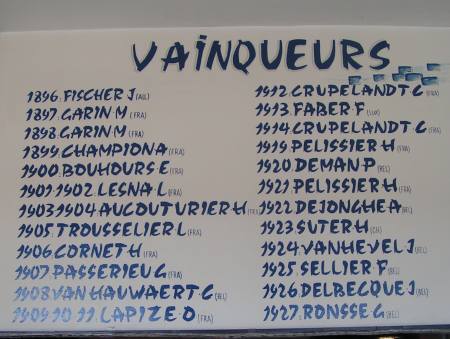 VAINQUEURS
1896.FISCHER J (ALL)
1897.GARIN M (FRA)
1898.GARIN M (FRA)
1899.CHAMPION A (FRA)
1900.BOUHOURS E (FRA)
1901.1902 LESNA L (FRA)
1903.1904 AUCOUTURIER H (FRA)
1905.TROUSSELIER L (FRA)
1906.CORNET H (FRA)
1907.PASSERIEU G (FRA)
1908 VAN HAUWAERT C (BEL)
1909.10.11.LAPIZE O (FRA)
1912.CRUPELANDT C (FRA)
1913.FABER F (LUX)
1914.CRUPELANDT C (FRA)
1919.PELISSIER H (FRA)
1920.DEMAN P (BEL)
1921.PELISSIER H (FRA)
1922 DEJONGHE A (BEL)
1923 SUTER H (CH)
1924 VANHEVEL J (BEL)
1925.SELLIER F (BEL)
1926 DELBECQUE J (BEL)
1927.RONSSE G (BEL)